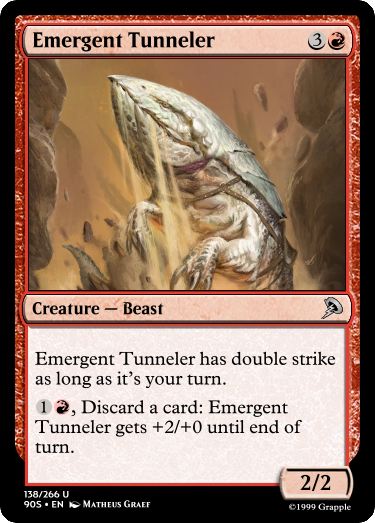 Emergent Tunneler 3
Creature — Beast
Emergent Tunneler has double strike
as long as it's your turn.
1, Discard a card: Emergent
Tunneler gets +2/+0 until end of
turn.
2/2
138/266 U
90S • EN Matheus Graef
©1999 Grapple